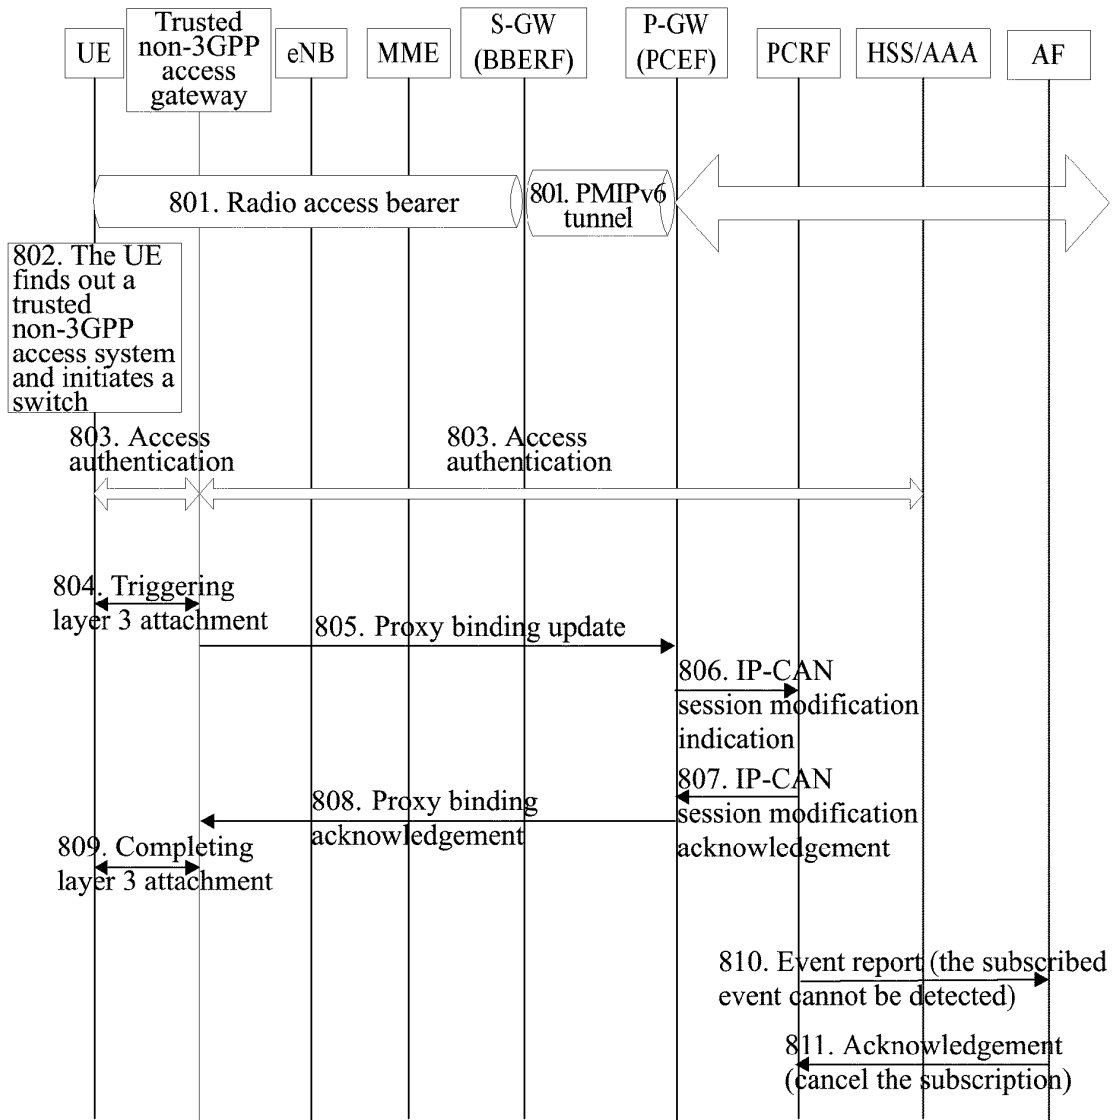 UE
Trusted
non-3GPP
access
gateway
eNB
MME
S-GW
(BBERF)
P-GW
(PCEF)
PCRF
HSS/AAA
AF
801. Radio access bearer
801. PMIPv6
tunnel
802. The UE
finds out a
trusted
non-3GPP
access system
and initiates a
switch
803. Access
authentication
803. Access
authentication
804. Triggering
layer 3 attachment
805. Proxy binding update
806. IP-CAN
session modification
indication
807. IP-CAN
session modification
acknowledgement
808. Proxy binding
acknowledgement
809. Completing
layer 3 attachment
810. Event report (the subscribed
event cannot be detected)
811. Acknowledgement
(cancel the subscription)